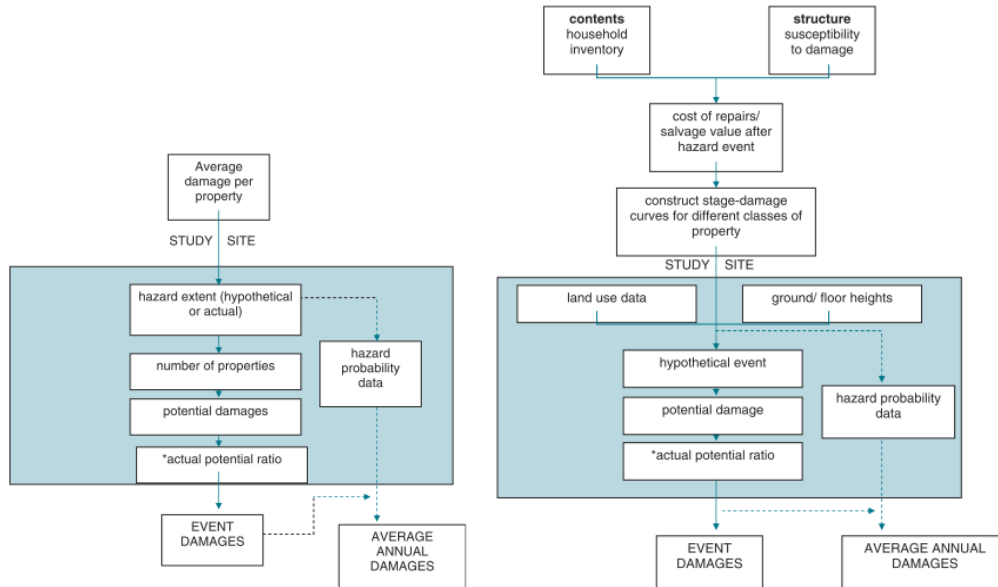 Average
damage per
property
STUDY SITE
hazard extent (hypothetical
or actual)
number of properties
hazard
probability
data
potential damages
*actual potential ratio
EVENT
DAMAGES
AVERAGE
ANNUAL
DAMAGES
contents
household
inventory
structure
susceptibility
to damage
cost of repairs/
salvage value after
hazard event
construct stage-damage
curves for different classes of
property
STUDY SITE
land use data
ground/ floor heights
hypothetical event
potential damage
hazard probability
data
*actual potential ratio
EVENT
DAMAGES
AVERAGE ANNUAL
DAMAGES